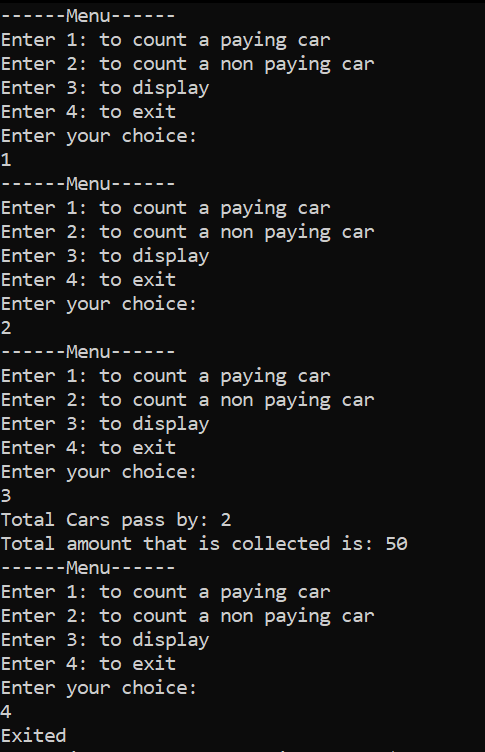 ------Menu------
Enter 1: to count a paying car
Enter 2: to count a non paying car
Enter 3: to display
Enter 4: to exit
Enter your choice:
1
------Menu------
Enter 1: to count a paying car
Enter 2: to count a non paying car
Enter 3: to display
Enter 4: to exit
Enter your choice:
2
------Menu------
Enter 1: to count a paying car
Enter 2: to count a non paying car
Enter 3: to display
Enter 4: to exit
Enter your choice:
3
Total Cars pass by: 2
Total amount that is collected is: 50
------Menu------
Enter 1: to count a paying car
Enter 2: to count a non paying car
Enter 3: to display
Enter 4: to exit
Enter your choice:
4
Exited